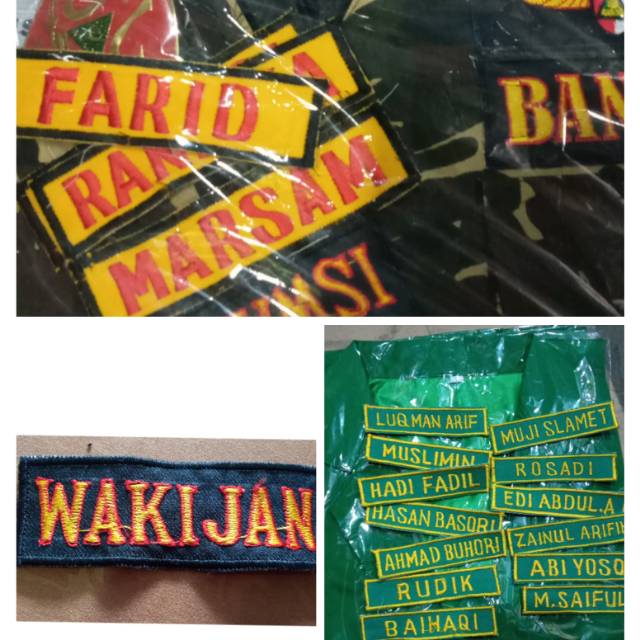 FARID
MARSAM
BAN
WAKIJAN
LUQMAN ARIF
MUSLIMIN
HADI FADIL
HASAN BASORI
AHMAD BUHORI
RUDIK
BAIHAQI
MUJI SLAMET
ROSADI
EDI ABDUL.A
ZAINUL ARIFIN
ABI YOSO
M.SAIFUL